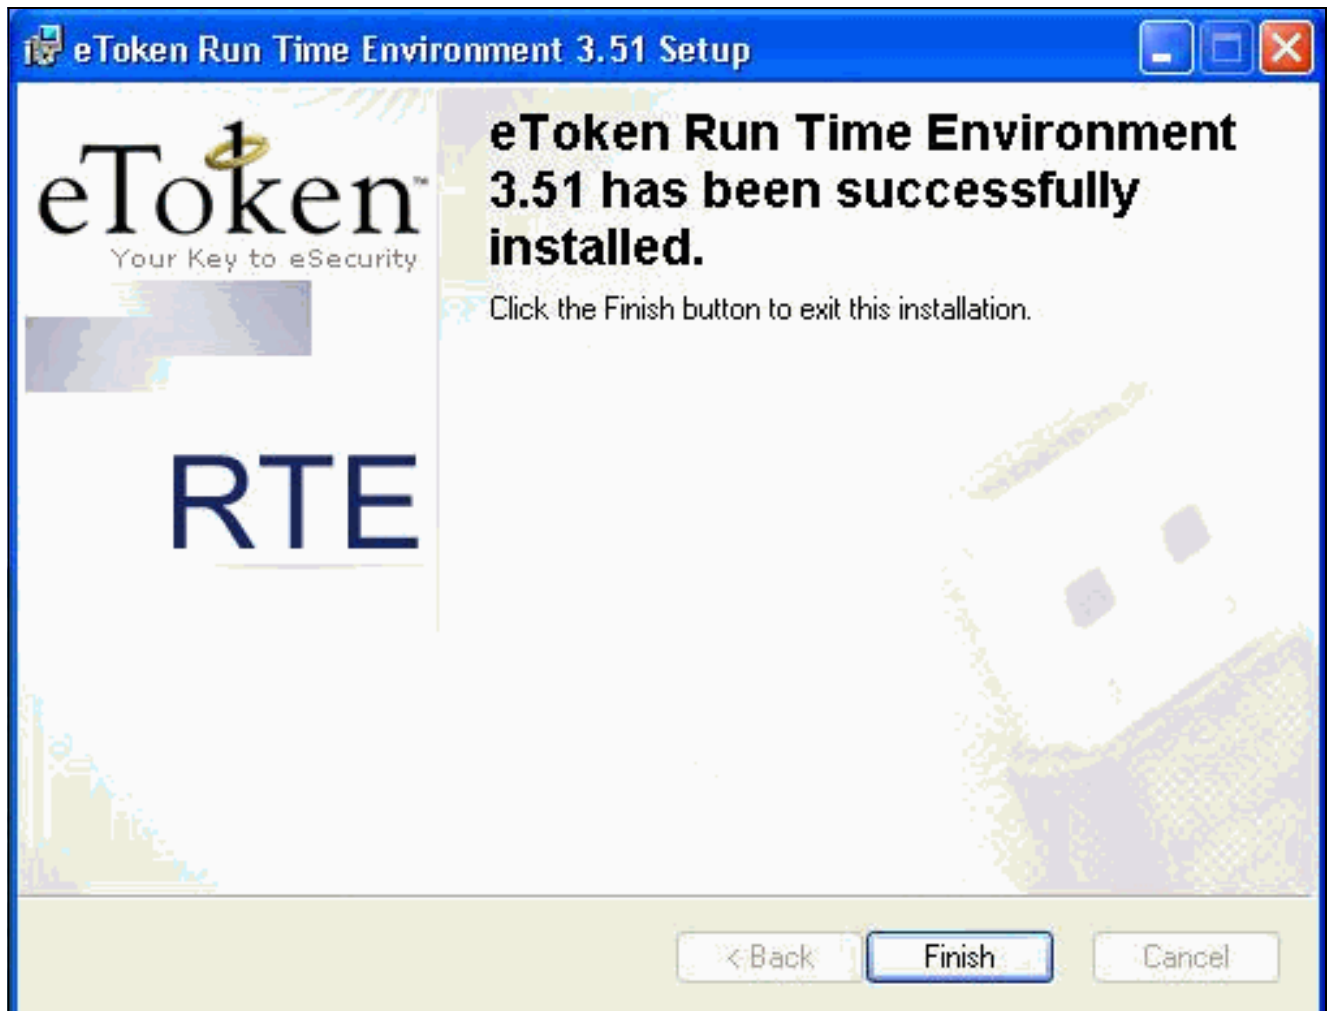 eToken Run Time Environment 3.51 Setup
eToken™
Your Key to eSecurity
RTE
eToken Run Time Environment
3.51 has been successfully
installed.
Click the Finish button to exit this installation.
< Back
Finish
Cancel